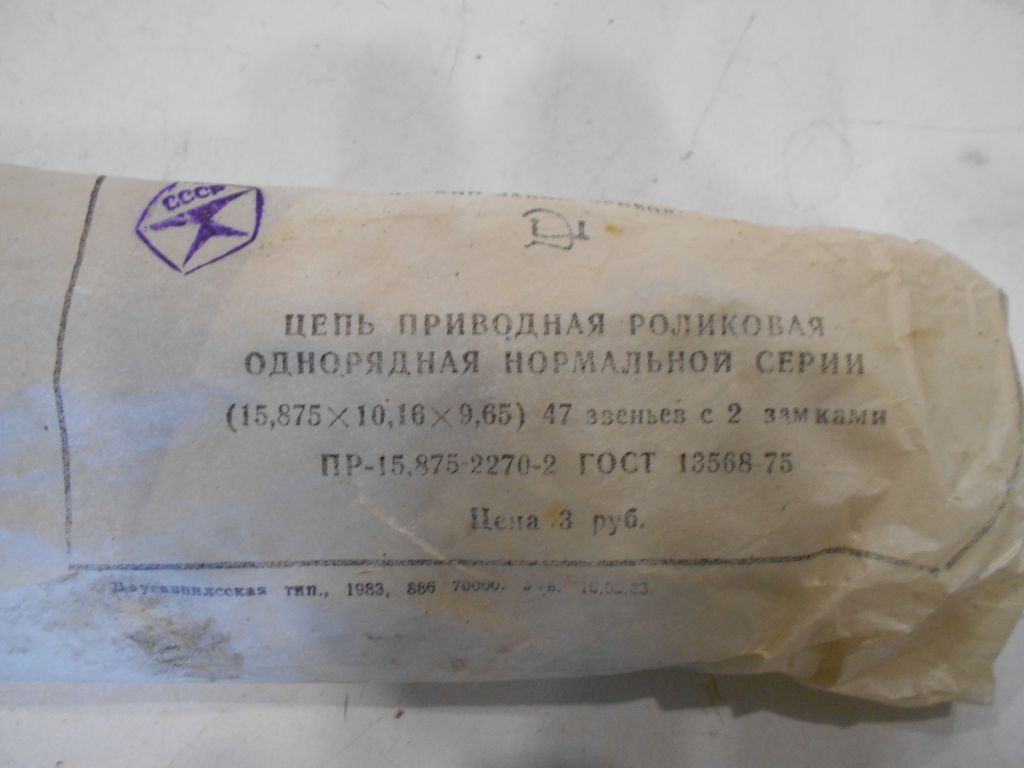 СССР
ЦЕПЬ ПРИВОДНАЯ РОЛИКОВАЯ
ОДНОРЯДНАЯ НОРМАЛЬНОЙ СЕРИИ
(15,875×10,16×9,65) 47 звеньев с 2 замками
ПР-15,875-2270-2 ГОСТ 13568-75
Цена 3 руб.
Даугавпилсская тип., 1983, 886 70000.